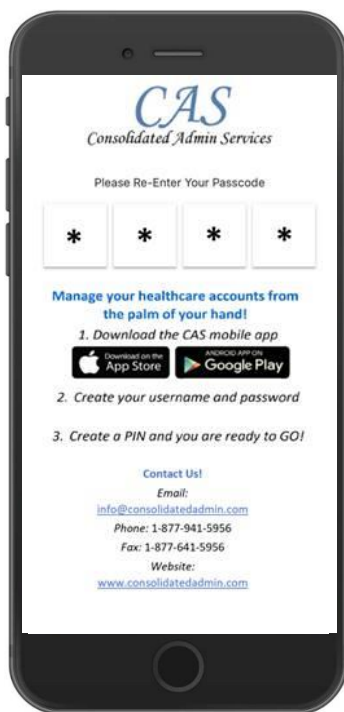 CAS
Consolidated Admin Services
Please Re-Enter Your Passcode
* * * *
Manage your healthcare accounts from
the palm of your hand!
1. Download the CAS mobile app
Download on the
App Store
ANDROID APP ON
Google Play
2. Create your username and password
3. Create a PIN and you are ready to GO!
Contact Us!
Email:
info@consolidatedadmin.com
Phone: 1-877-941-5956
Fax: 1-877-641-5956
Website:
www.consolidatedadmin.com